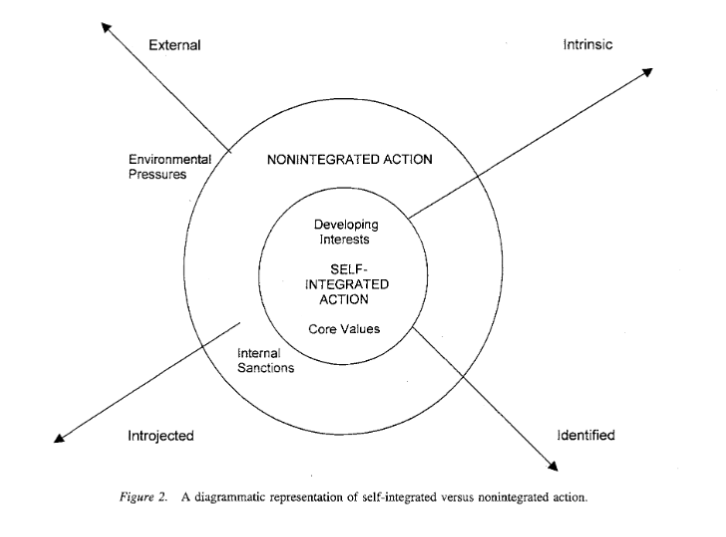 External
Intrinsic
Environmental
Pressures
NONINTEGRATED ACTION
Developing
Interests
SELF-
INTEGRATED
ACTION
Core Values
Internal
Sanctions
Introjected
Identified
Figure 2. A diagrammatic representation of self-integrated versus nonintegrated action.